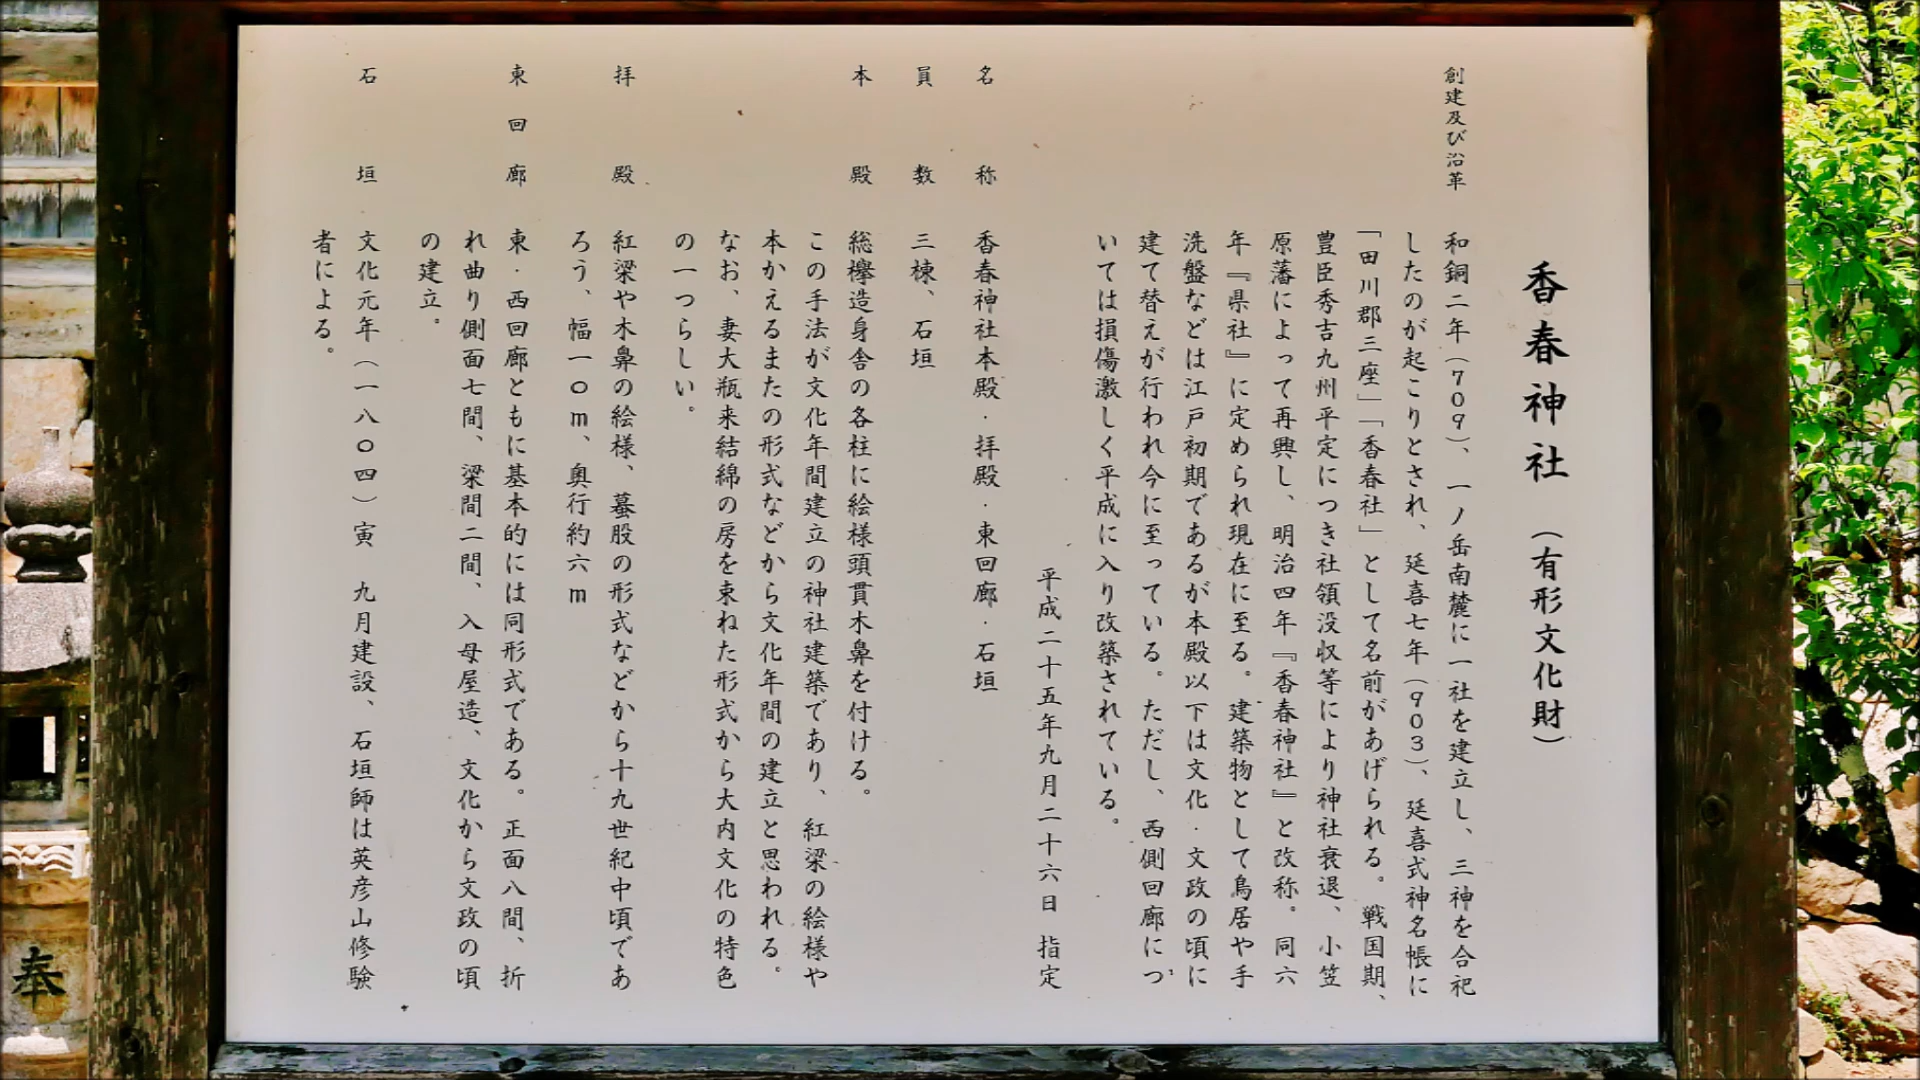 香春神社　（有形文化財）
創建及び沿革　和銅二年（709）、一ノ岳南麓に一社を建立し、三神を合祀
したのが起こりとされ、延喜七年（903）、延喜式神名帳に
「田川郡三座」「香春社」として名前があげられる。戦国期、
豊臣秀吉九州平定につき社領没収等により神社衰退、小笠
原藩によって再興し、明治四年『香春神社』と改称。同六
年『県社』に定められ現在に至る。建築物として鳥居や手
洗盤などは江戸初期であるが本殿以下は文化・文政の頃に
建て替えが行われ今に至っている。ただし、西側回廊につ
いては損傷激しく平成に入り改築されている。
平成二十五年九月二十六日　指定
名称　香春神社本殿・拝殿・東回廊・石垣
員数　三棟、石垣
本殿　総欅造身舎の各柱に絵様頭貫木鼻を付ける。
この手法が文化年間建立の神社建築であり、紅梁の絵様や
本かえるまたの形式などから文化年間の建立と思われる。
なお、妻大瓶来結綿の房を束ねた形式から大内文化の特色
の一つらしい。
拝殿　紅梁や木鼻の絵様、蟇股の形式などから十九世紀中頃であ
ろう、幅一〇m、奥行約六m
東回廊　東・西回廊ともに基本的には同形式である。正面八間、折
れ曲り側面七間、梁間二間、入母屋造、文化から文政の頃
の建立。
石垣　文化元年（一八〇四）寅　九月建設、石垣師は英彦山修験
者による。
奉